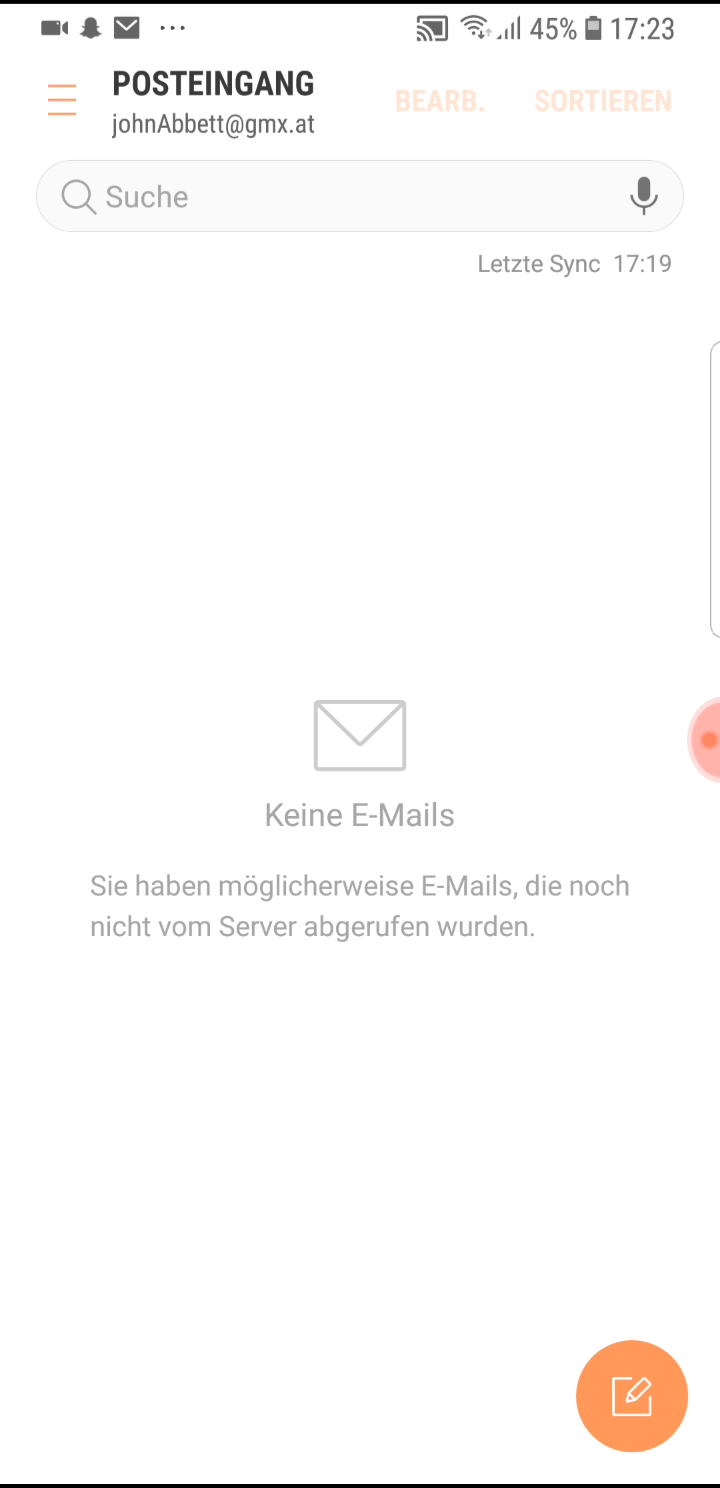 45% 17:23
POSTEINGANG
johnAbbett@gmx.at
BEARB. SORTIEREN
Suche
Letzte Sync 17:19
Keine E-Mails
Sie haben möglicherweise E-Mails, die noch
nicht vom Server abgerufen wurden.